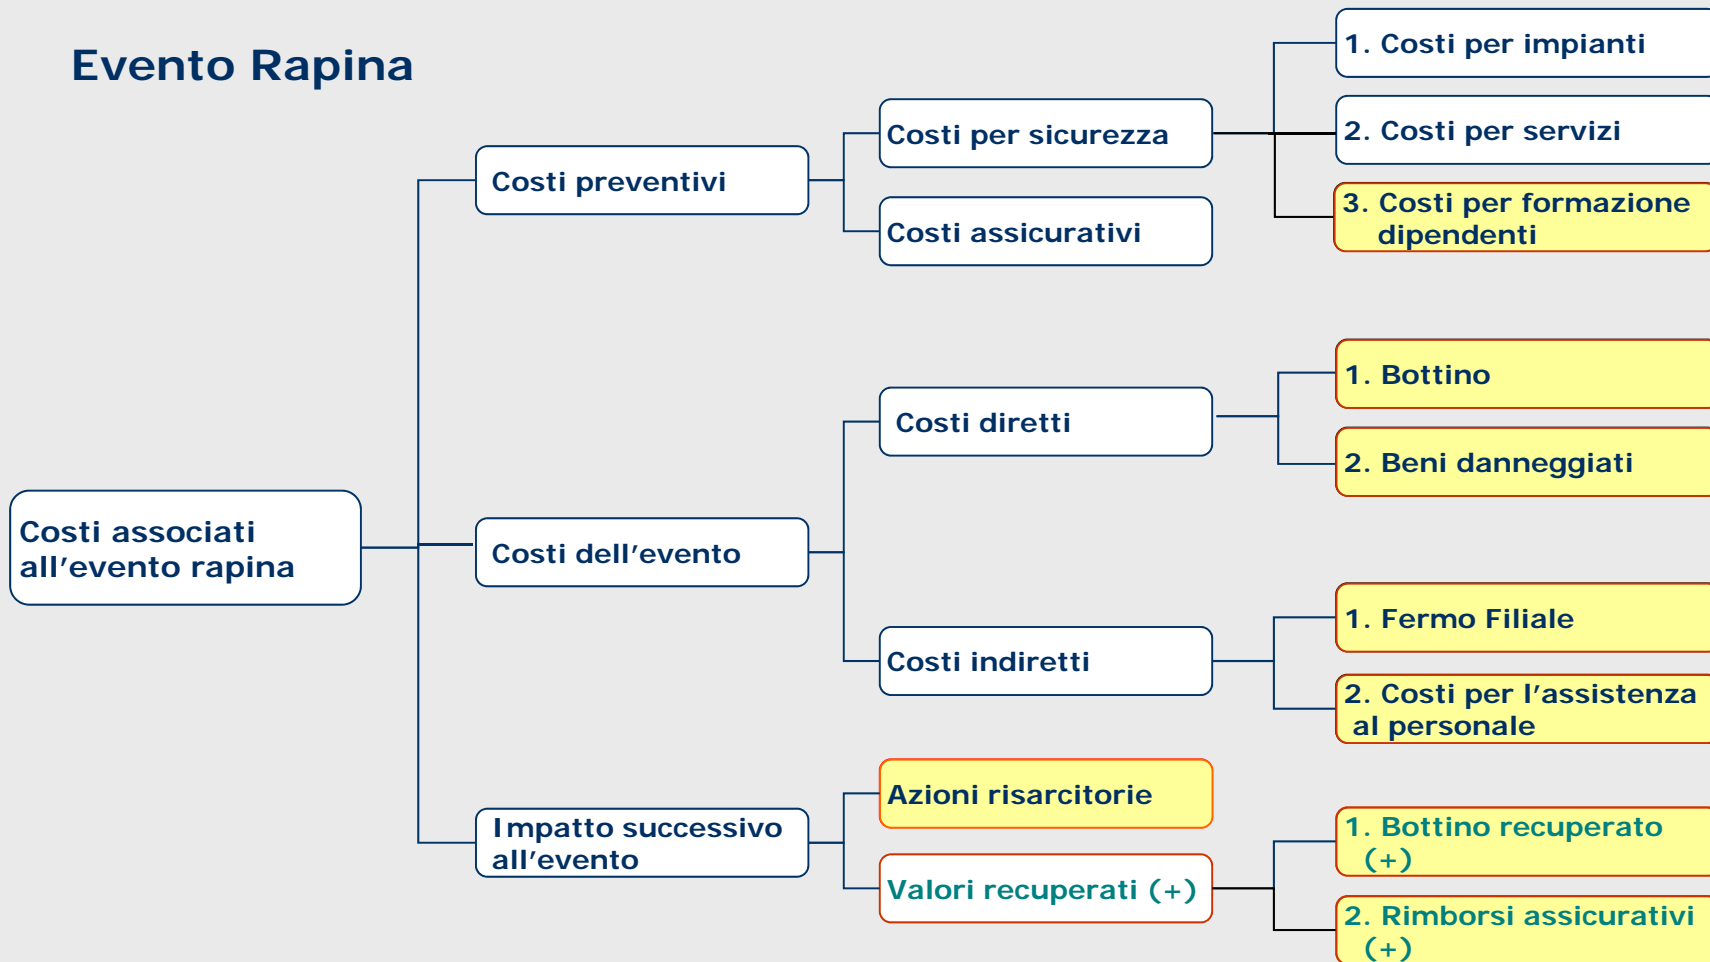 Evento Rapina
Costi associati
all’evento rapina
Costi preventivi
Costi per sicurezza
1. Costi per impianti
2. Costi per servizi
3. Costi per formazione
dipendenti
Costi assicurativi
Costi dell’evento
Costi diretti
1. Bottino
2. Beni danneggiati
Costi indiretti
1. Fermo Filiale
2. Costi per l’assistenza
al personale
Impatto successivo
all’evento
Azioni risarcitorie
Valori recuperati (+)
1. Bottino recuperato
(+)
2. Rimborsi assicurativi
(+)